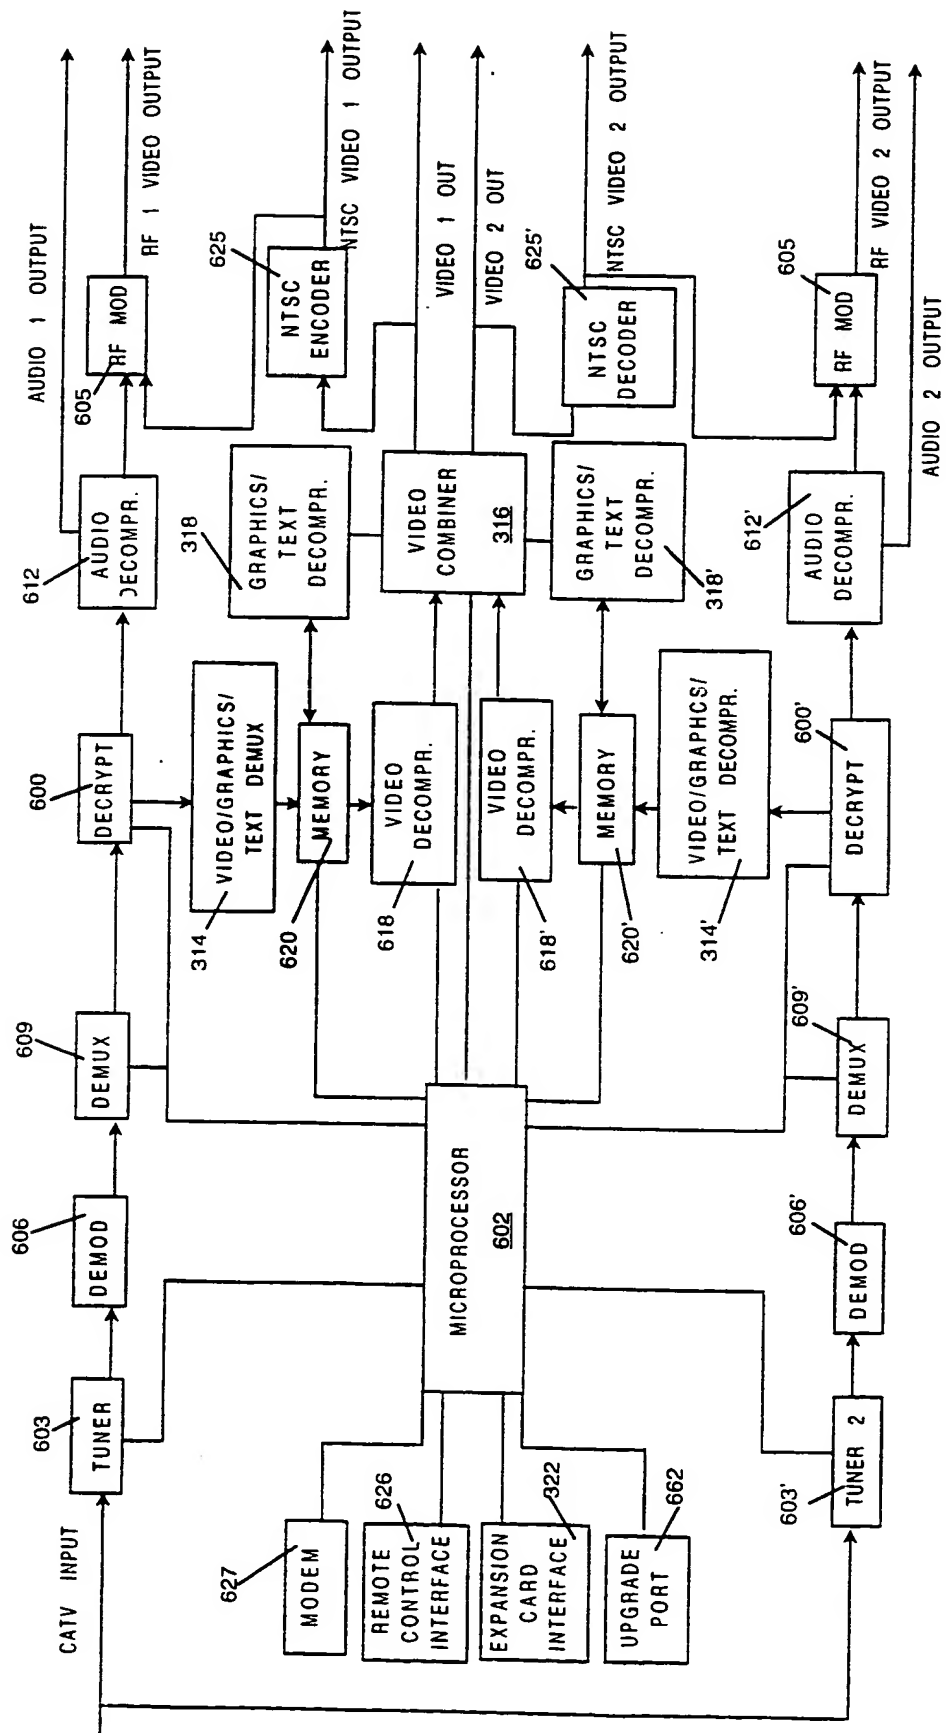 CATV INPUT
603
TUNER
606
DEMOD
609
DEMUX
600
DECRYPT
612
AUDIO
DECOMPR.
605
RF MOD
AUDIO 1 OUTPUT
RF 1 VIDEO OUTPUT
314
VIDEO/GRAPHICS/
TEXT DEMUX
318
GRAPHICS/
TEXT
DECOMPR.
625
NTSC
ENCODER
NTSC VIDEO 1 OUTPUT
620
MEMORY
618
VIDEO
DECOMPR.
627
MODEM
626
REMOTE
CONTROL
INTERFACE
MICROPROCESSOR
602
VIDEO
COMBINER
316
VIDEO 1 OUT
VIDEO 2 OUT
322
EXPANSION
CARD
INTERFACE
618'
VIDEO
DECOMPR.
662
UPGRADE
PORT
620'
MEMORY
318'
GRAPHICS/
TEXT
DECOMPR.
625'
NTSC
DECODER
NTSC VIDEO 2 OUTPUT
314'
VIDEO/GRAPHCS/
TEXT DECOMPR.
603'
TUNER 2
606'
DEMOD
609'
DEMUX
600'
DECRYPT
612'
AUDIO
DECOMPR.
605
RF MOD
RF VIDEO 2 OUTPUT
AUDIO 2 OUTPUT